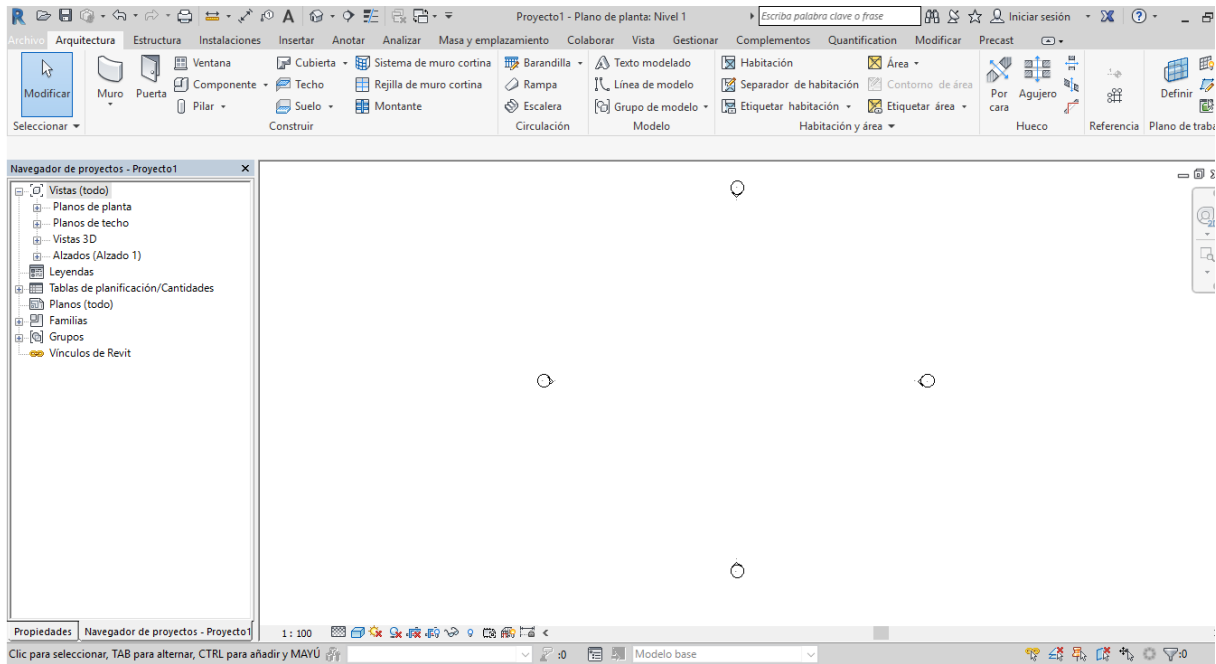 Proyecto1 - Plano de planta: Nivel 1 Escriba palabra clave o frase Iniciar sesión
Archivo Arquitectura Estructura Instalaciones Insertar Anotar Analizar Masa y emplazamiento Colaborar Vista Gestionar Complementos Quantification Modificar Precast
Ventana Cubierta Sistema de muro cortina Barandilla Texto modelado Habitación Área
Modificar Muro Puerta Componente Techo Rejilla de muro cortina Rampa Línea de modelo Separador de habitación Contorno de área Por cara Agujero Definir
Pilar Suelo Montante Escalera Grupo de modelo Etiquetar habitación Etiquetar área
Seleccionar Construir Circulación Modelo Habitación y área Hueco Referencia Plano de traba
Navegador de proyectos - Proyecto1
Vistas (todo)
Planos de planta
Planos de techo
Vistas 3D
Alzados (Alzado 1)
Leyendas
Tablas de planificación/Cantidades
Planos (todo)
Familias
Grupos
Vínculos de Revit
Propiedades Navegador de proyectos - Proyecto1 1 : 100
Clic para seleccionar, TAB para alternar, CTRL para añadir y MAYÚ :0 Modelo base :0